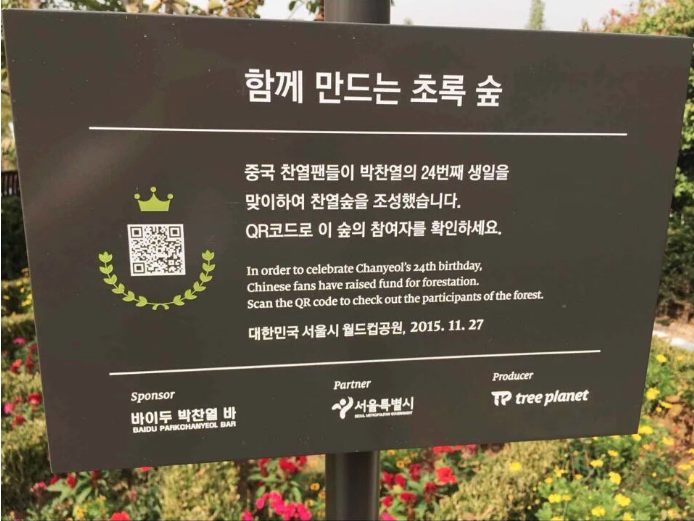 함께 만드는 초록 숲
중국 찬열팬들이 박찬열의 24번째 생일을
맞이하여 찬열숲을 조성했습니다.
QR코드로 이 숲의 참여자를 확인하세요.
In order to celebrate Chanyeol's 24th birthday,
Chinese fans have raised fund for forestation.
Scan the QR code to check out the participants of the forest.
대한민국 서울시 월드컵공원, 2015. 11. 27
Sponsor
바이두 박찬열 바
BAIDU PARKCHANYEOL BAR
Partner
서울특별시
SEOUL METROPOLITAN GOVERNMENT
Producer
TP tree planet